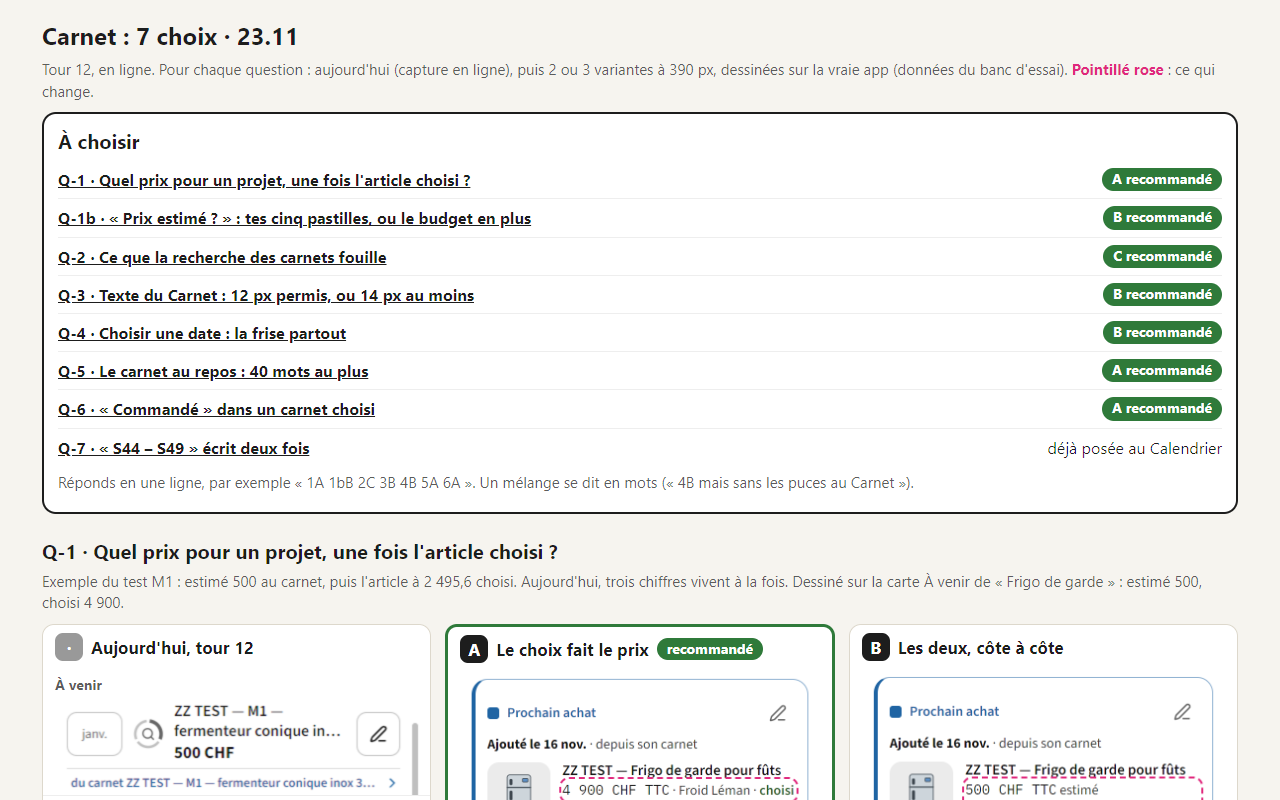 Carnet : 7 choix · 23.11
Tour 12, en ligne. Pour chaque question : aujourd'hui (capture en ligne), puis 2 ou 3 variantes à 390 px, dessinées sur la vraie app (données du banc d'essai). Pointillé rose : ce qui
change.
À choisir
Q-1 · Quel prix pour un projet, une fois l'article choisi ?
A recommandé
Q-1b · « Prix estimé ? » : tes cinq pastilles, ou le budget en plus
B recommandé
Q-2 · Ce que la recherche des carnets fouille
C recommandé
Q-3 · Texte du Carnet : 12 px permis, ou 14 px au moins
B recommandé
Q-4 · Choisir une date : la frise partout
B recommandé
Q-5 · Le carnet au repos : 40 mots au plus
A recommandé
Q-6 · « Commandé » dans un carnet choisi
A recommandé
Q-7 · « S44 – S49 » écrit deux fois
déjà posée au Calendrier
Réponds en une ligne, par exemple « 1A 1bB 2C 3B 4B 5A 6A ». Un mélange se dit en mots (« 4B mais sans les puces au Carnet »).
Q-1 · Quel prix pour un projet, une fois l'article choisi ?
Exemple du test M1 : estimé 500 au carnet, puis l'article à 2 495,6 choisi. Aujourd'hui, trois chiffres vivent à la fois. Dessiné sur la carte À venir de « Frigo de garde » : estimé 500,
choisi 4 900.
· Aujourd'hui, tour 12
À venir
janv.
ZZ TEST — M1 —
fermenteur conique in…
500 CHF
du carnet ZZ TEST — M1 — fermenteur conique inox 3…
A Le choix fait le prix recommandé
Prochain achat
Ajouté le 16 nov. · depuis son carnet
ZZ TEST — Frigo de garde pour fûts
4 900 CHF TTC · Froid Léman · choisi
B Les deux, côte à côte
Prochain achat
Ajouté le 16 nov. · depuis son carnet
ZZ TEST — Frigo de garde pour fûts
500 CHF TTC estimé